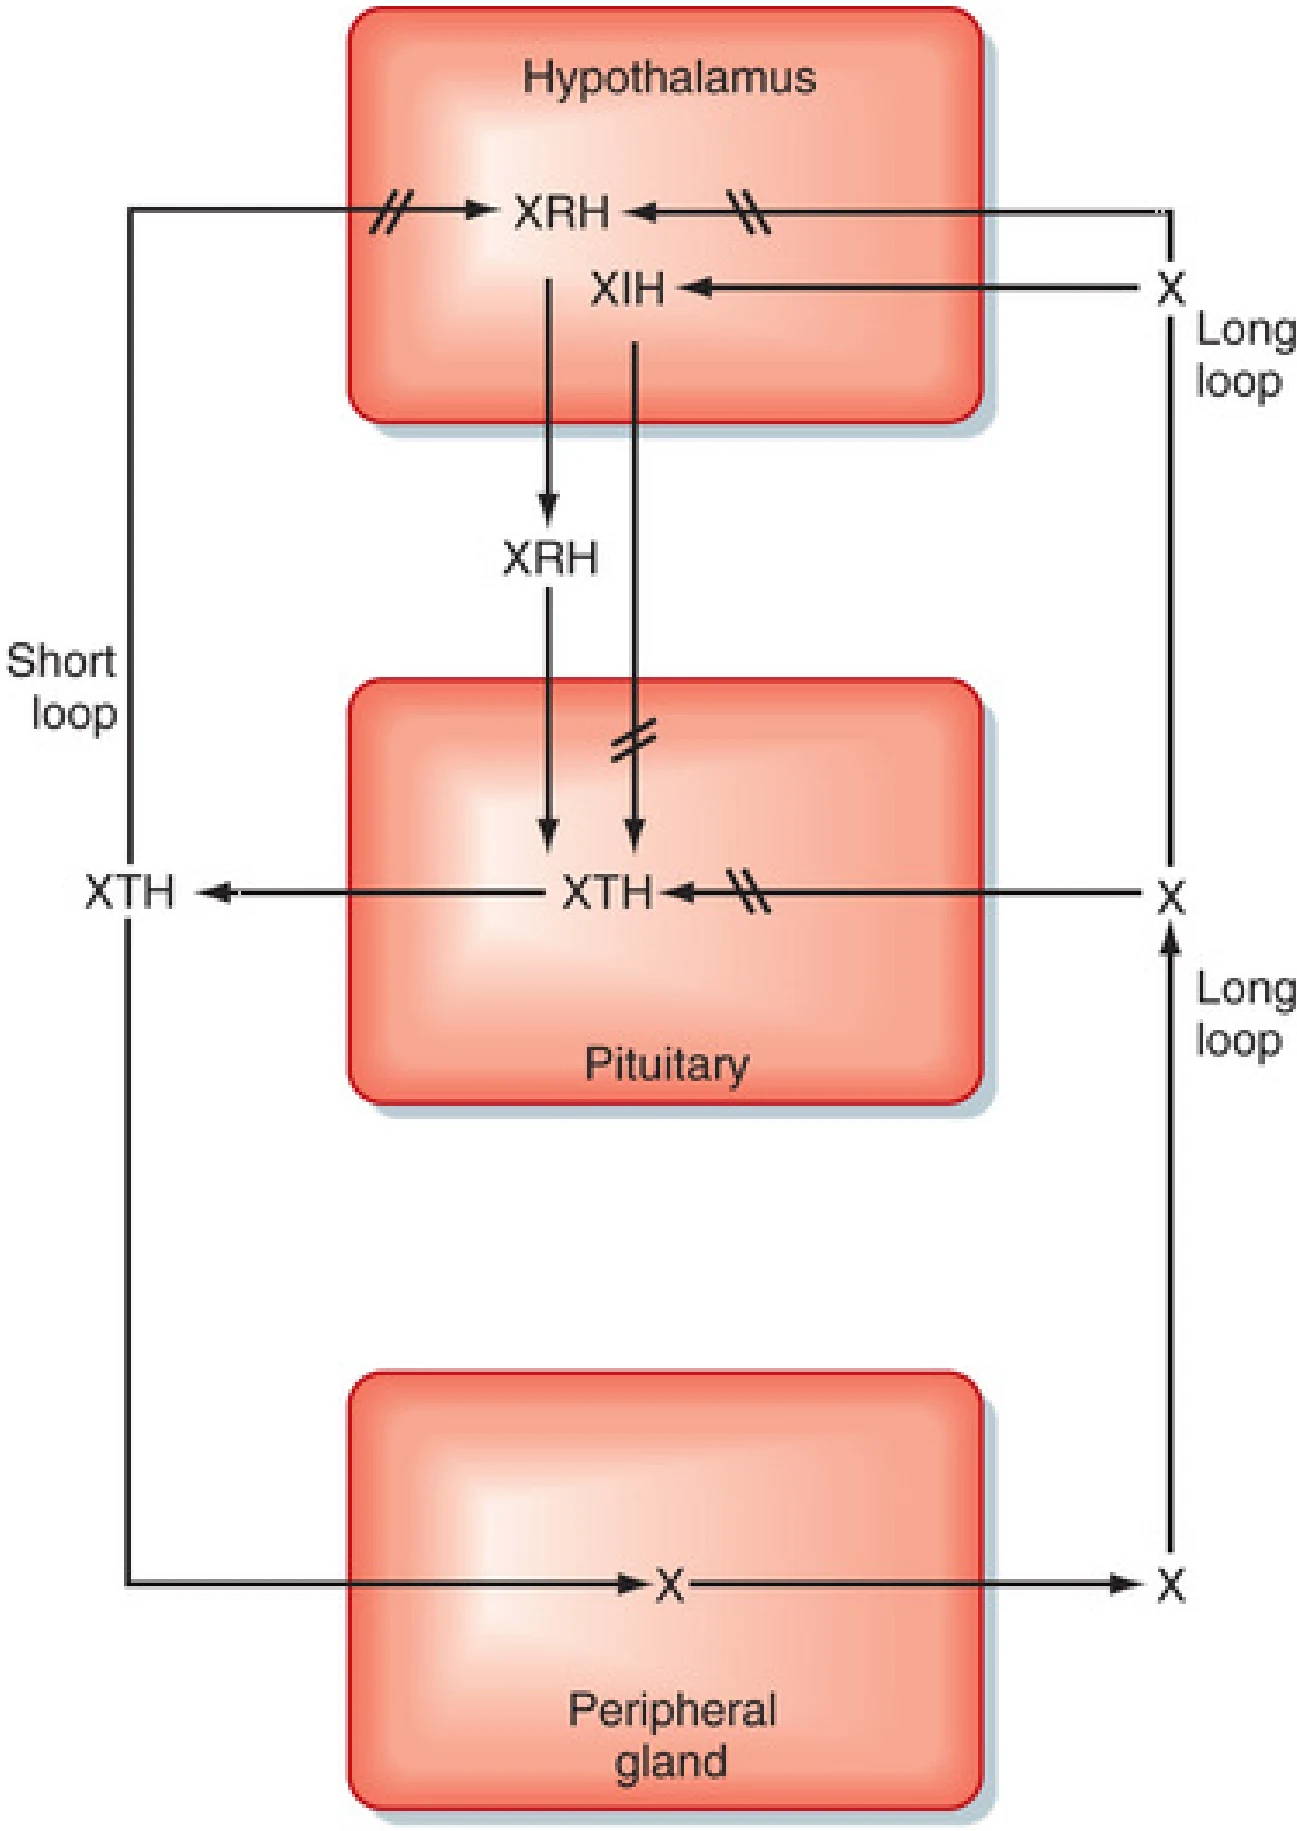 Hypothalamus
XRH
XIH
X
Long
loop
XRH
Short
loop
XTH
XTH
X
Long
loop
Pituitary
X
X
Peripheral
gland